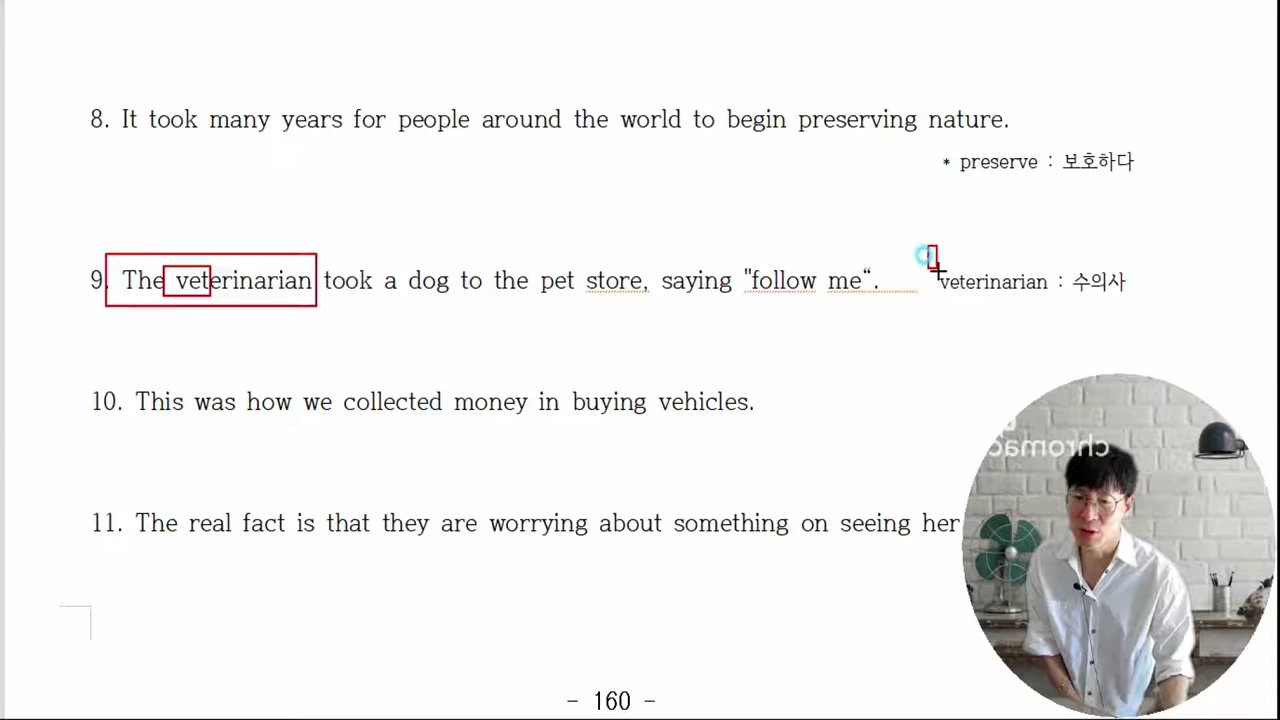 8. It took many years for people around the world to begin preserving nature.
* preserve : 보호하다
9. The veterinarian took a dog to the pet store, saying "follow me“. veterinarian : 수의사
10. This was how we collected money in buying vehicles.
11. The real fact is that they are worrying about something on seeing her
- 160 -